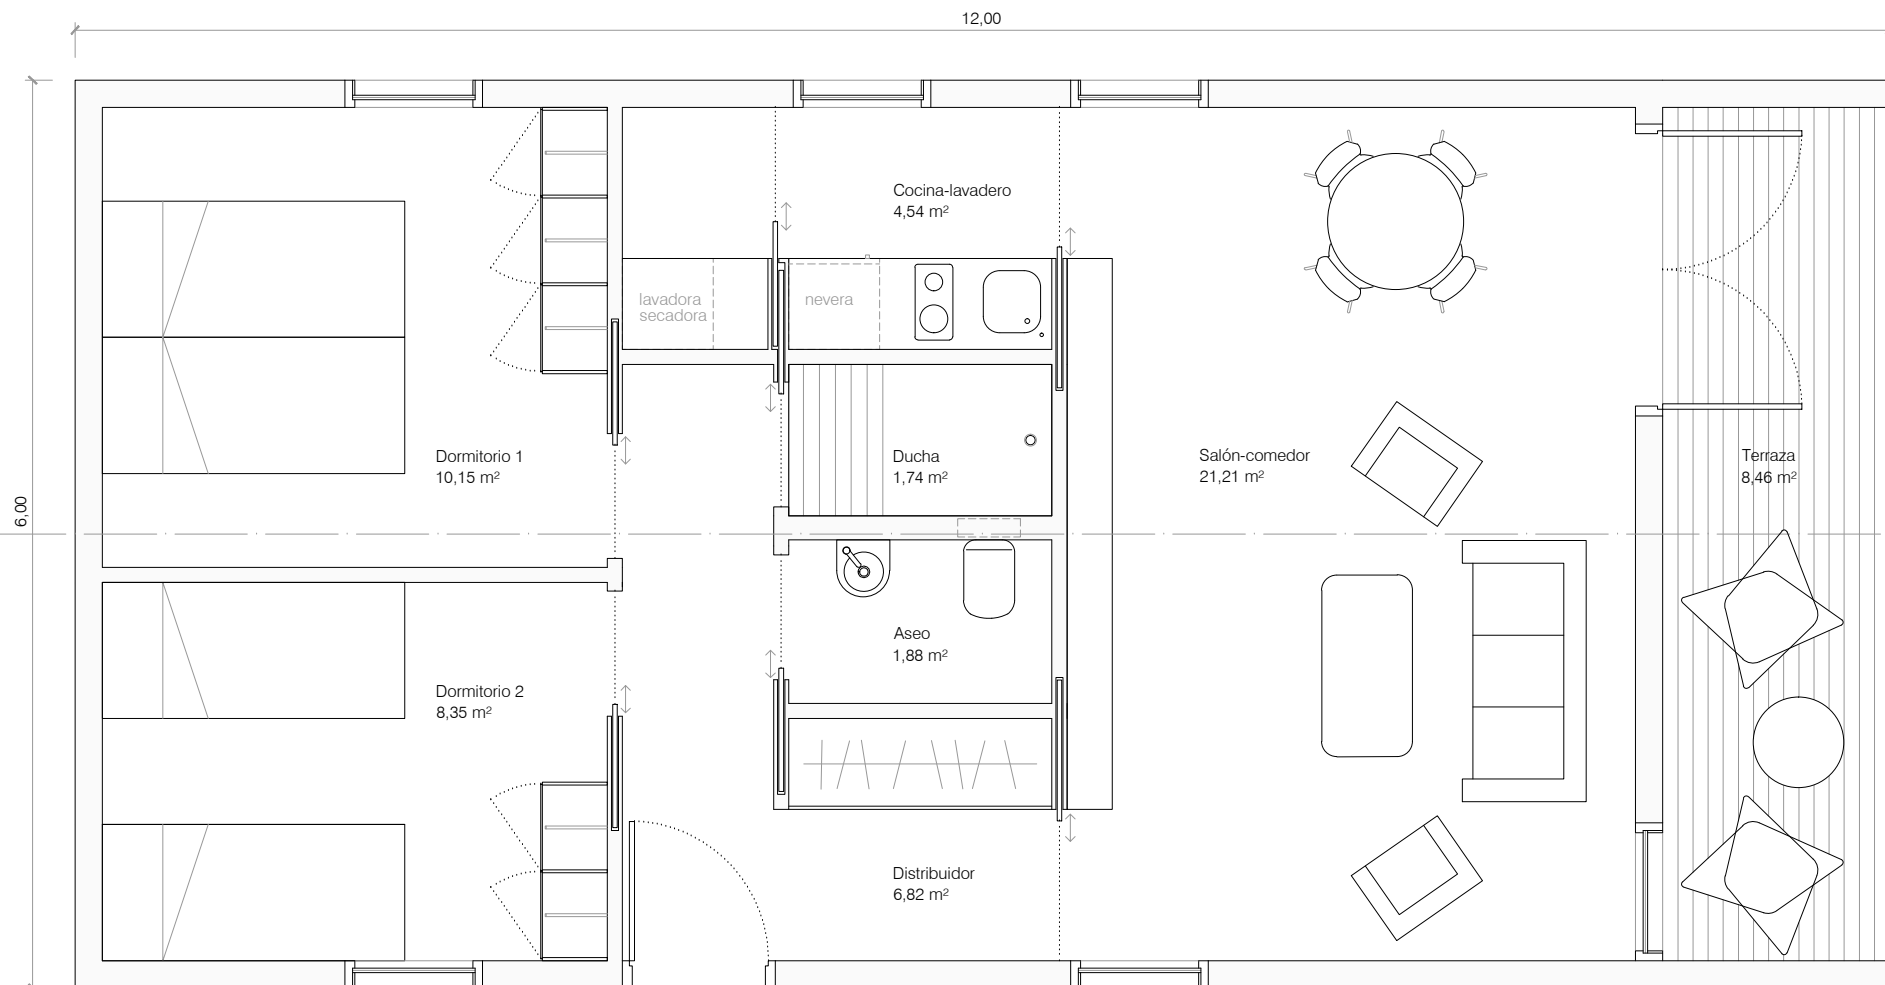 12,00
Cocina-lavadero
4,54 m²
lavadora
secadora
nevera
Dormitorio 1
10,15 m²
Ducha
1,74 m²
Salón-comedor
21,21 m²
Terraza
8,46 m²
6,00
Aseo
1,88 m²
Dormitorio 2
8,35 m²
Distribuidor
6,82 m²